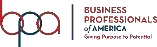 bpa
BUSINESS
PROFESSIONALS
of AMERICA
Giving Purpose to Potential